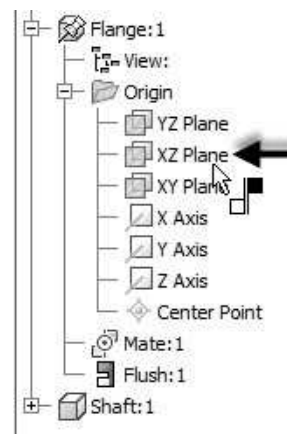 Flange:1
View:
Origin
YZ Plane
XZ Plane
XY Plane
X Axis
Y Axis
Z Axis
Center Point
Mate:1
Flush:1
Shaft:1